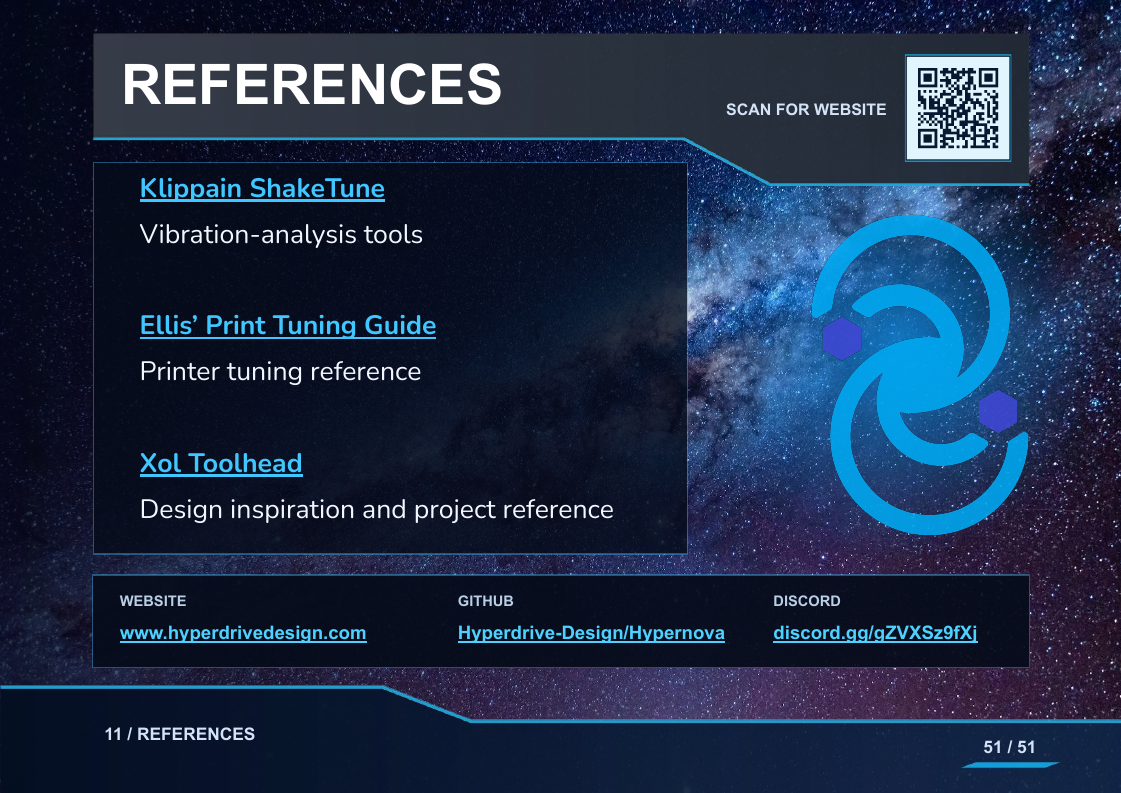 REFERENCES
SCAN FOR WEBSITE
Klippain ShakeTune
Vibration-analysis tools
Ellis’ Print Tuning Guide
Printer tuning reference
Xol Toolhead
Design inspiration and project reference
WEBSITE
www.hyperdrivedesign.com
GITHUB
Hyperdrive-Design/Hypernova
DISCORD
discord.gg/gZVXSz9fXj
11 / REFERENCES
51 / 51